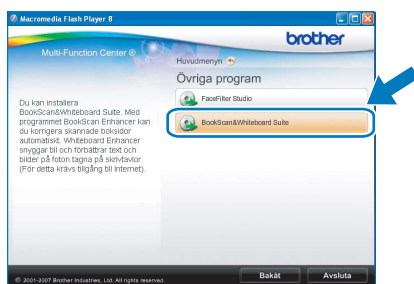 Macromedia Flash Player 8
brother
Multi-Function Center ®
Huvudmenyn
Övriga program
FaceFilter Studio
BookScan&Whiteboard Suite
Du kan installera
BookScan&Whiteboard Suite. Med
programmet BookScan Enhancer kan
du korrigera skannade boksidor
automatiskt. Whiteboard Enhancer
snyggar till och förbättrar text och
bilder på foton tagna på skrivtavlor.
(För detta krävs tillgång till Internet).
© 2001-2007 Brother Industries, Ltd. All rights reserved
Bakåt
Avsluta